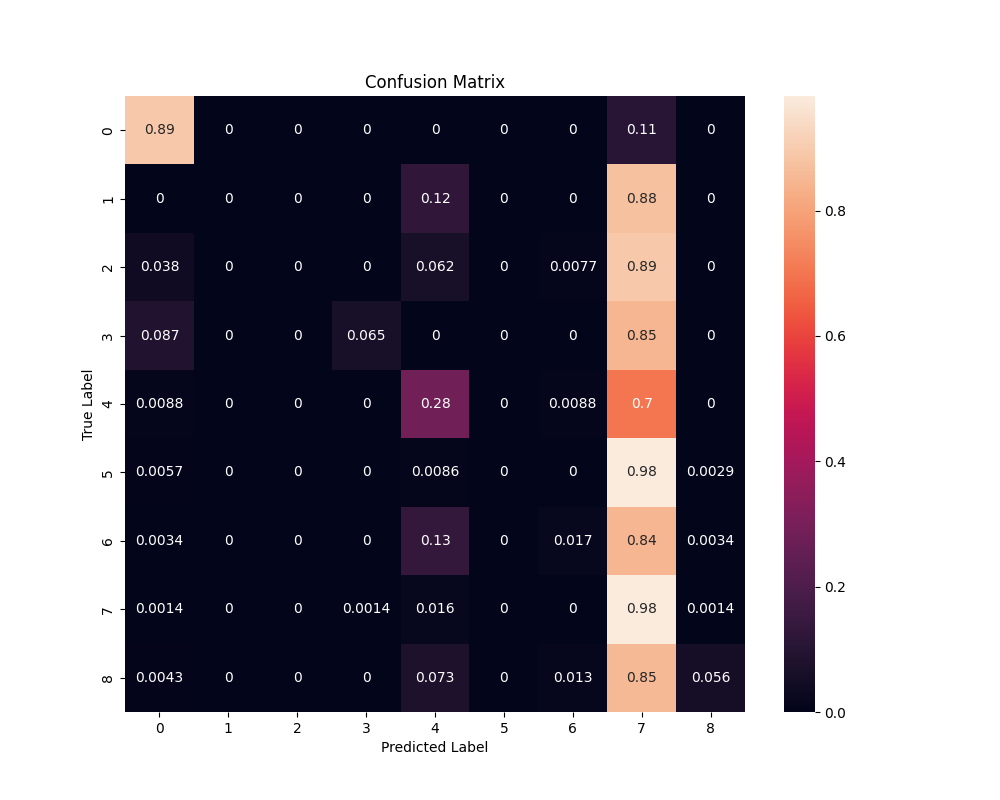 Confusion Matrix
True Label
0 0.89 0 0 0 0 0 0 0.11 0
1 0 0 0 0 0.12 0 0 0.88 0
2 0.038 0 0 0 0.062 0 0.0077 0.89 0
3 0.087 0 0 0.065 0 0 0 0.85 0
4 0.0088 0 0 0 0.28 0 0.0088 0.7 0
5 0.0057 0 0 0 0.0086 0 0 0.98 0.0029
6 0.0034 0 0 0 0.13 0 0.017 0.84 0.0034
7 0.0014 0 0 0.0014 0.016 0 0 0.98 0.0014
8 0.0043 0 0 0 0.073 0 0.013 0.85 0.056
0 1 2 3 4 5 6 7 8
Predicted Label
0.8
0.6
0.4
0.2
0.0